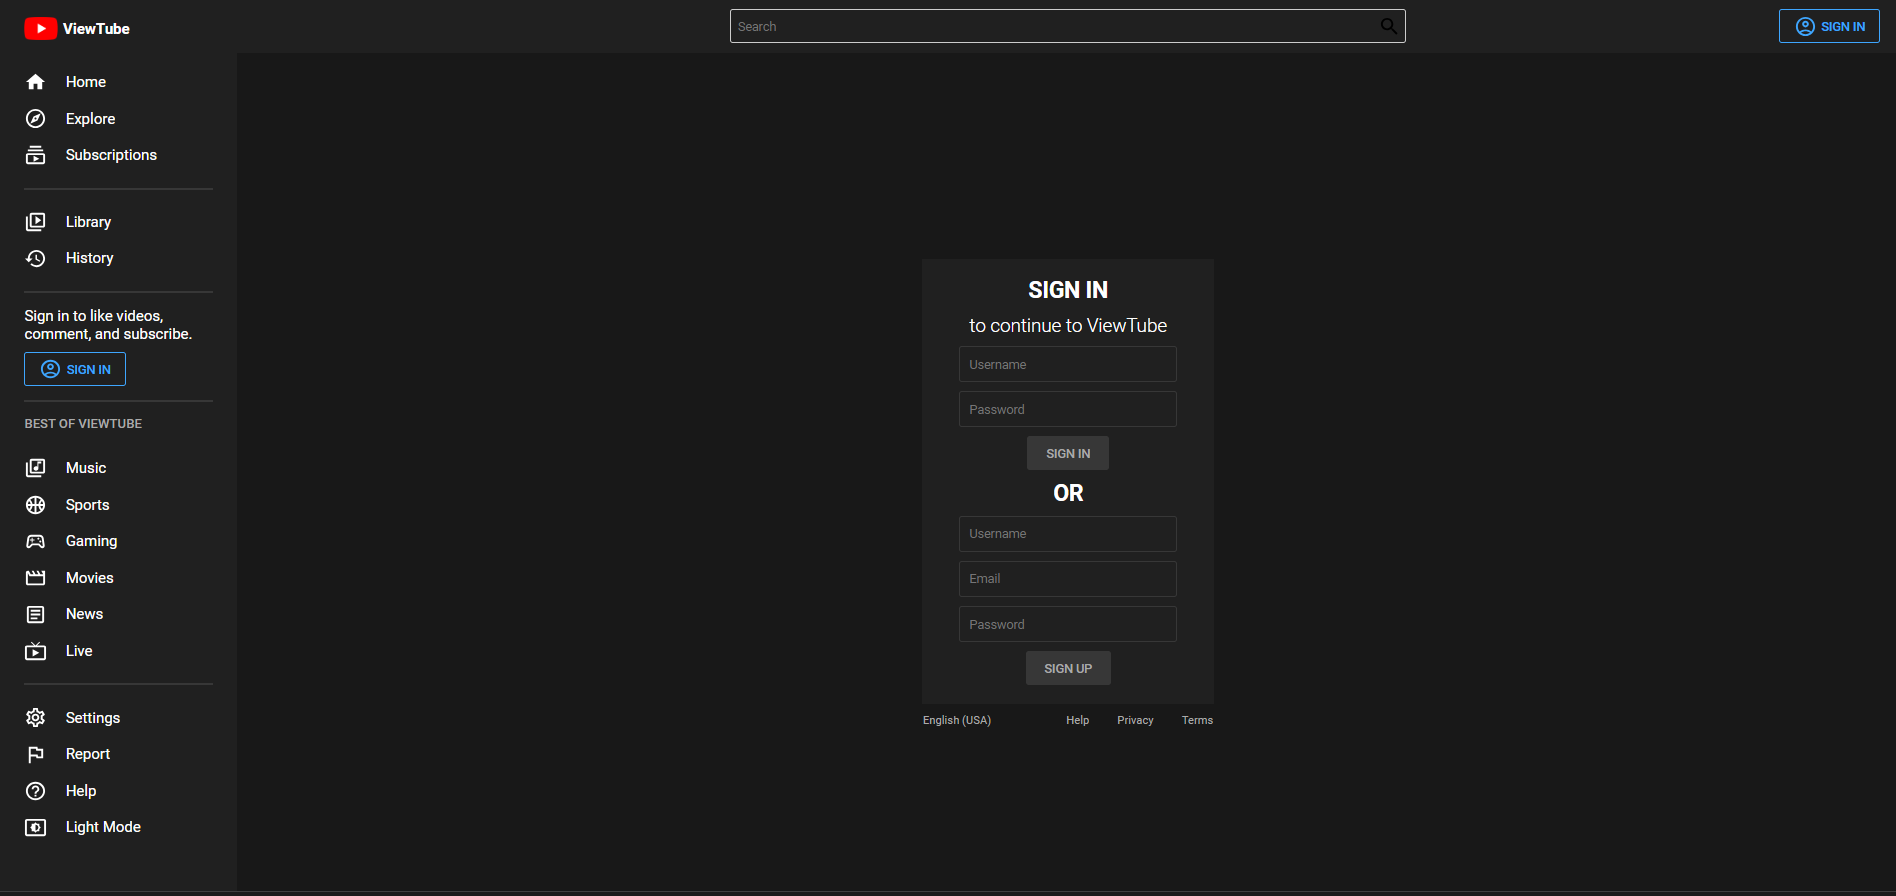 ViewTube
Search
SIGN IN
Home
Explore
Subscriptions
Library
History
Sign in to like videos,
comment, and subscribe.
SIGN IN
BEST OF VIEWTUBE
Music
Sports
Gaming
Movies
News
Live
Settings
Report
Help
Light Mode
SIGN IN
to continue to ViewTube
Username
Password
SIGN IN
OR
Username
Email
Password
SIGN UP
English (USA) Help Privacy Terms